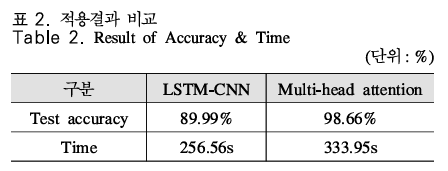 표 2. 적용결과 비교
Table 2. Result of Accuracy & Time
(단위 : %)
구분 LSTM-CNN Multi-head attention
Test accuracy 89.99% 98.66%
Time 256.56s 333.95s